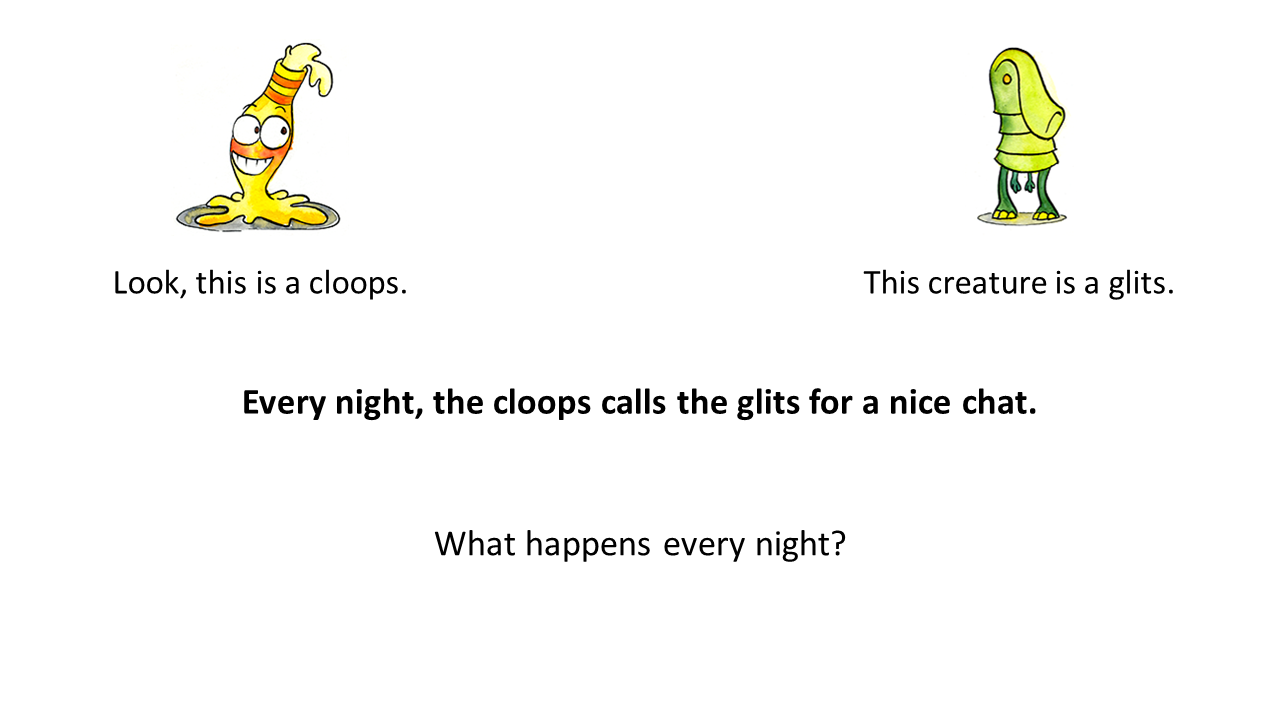 Look, this is a cloops.
This creature is a glits.
Every night, the cloops calls the glits for a nice chat.
What happens every night?